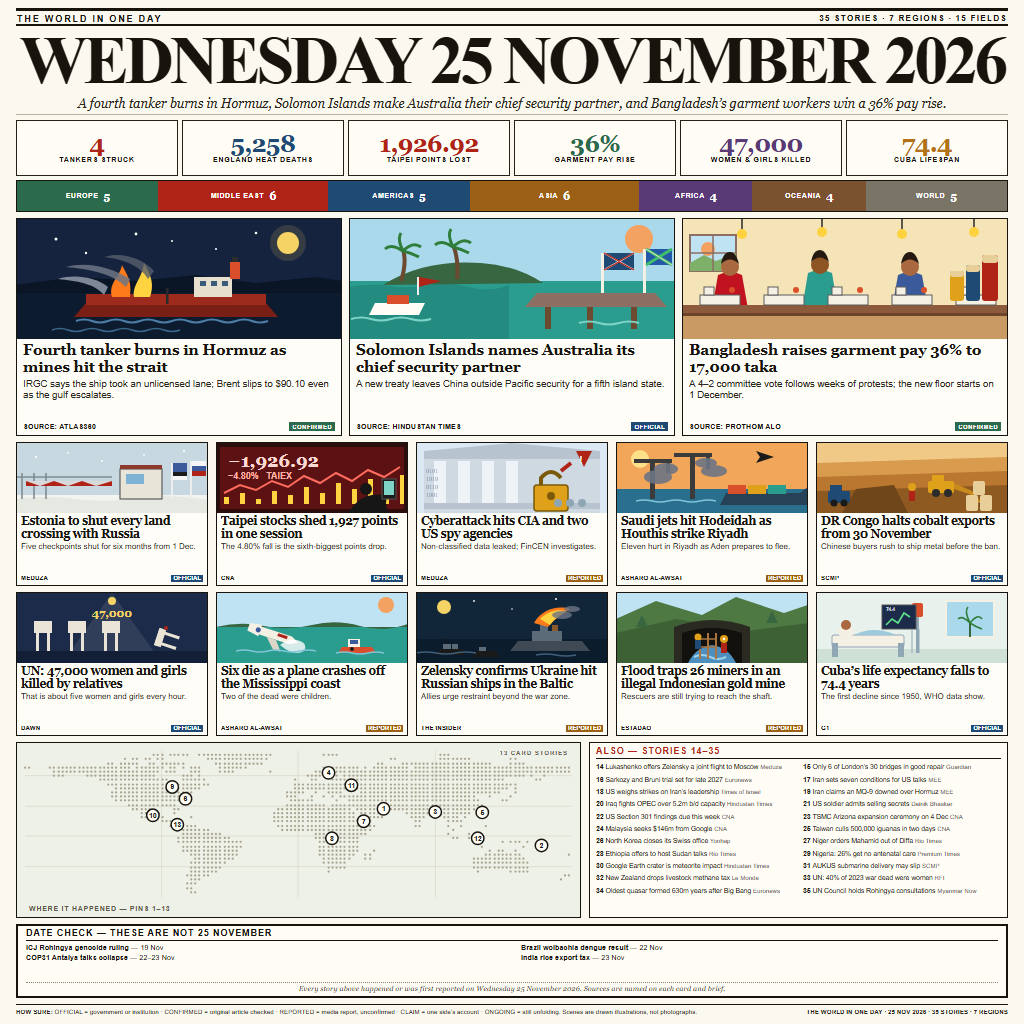 THE WORLD IN ONE DAY
35 STORIES · 7 REGIONS · 15 FIELDS
WEDNESDAY 25 NOVEMBER 2026
A fourth tanker burns in Hormuz, Solomon Islands make Australia their chief security partner, and Bangladesh's garment workers win a 36% pay rise.
4
TANKERS STRUCK
5,258
ENGLAND HEAT DEATHS
1,926.92
TAIPEI POINTS LOST
36%
GARMENT PAY RISE
47,000
WOMEN & GIRLS KILLED
74.4
CUBA LIFESPAN
EUROPE 5
MIDDLE EAST 6
AMERICAS 5
ASIA 6
AFRICA 4
OCEANIA 4
WORLD 5
Fourth tanker burns in Hormuz as
mines hit the strait
IRGC says the ship took an unlicensed lane; Brent slips to $90.10 even
as the gulf escalates.
SOURCE: ATLAS360
CONFIRMED
Solomon Islands names Australia its
chief security partner
A new treaty leaves China outside Pacific security for a fifth island state.
SOURCE: HINDUSTAN TIMES
OFFICIAL
Bangladesh raises garment pay 36% to
17,000 taka
A 4–2 committee vote follows weeks of protests; the new floor starts on
1 December.
SOURCE: PROTHOM ALO
CONFIRMED
Estonia to shut every land
crossing with Russia
Five checkpoints shut for six months from 1 Dec.
MEDUZA
OFFICIAL
−1,926.92
−4.80% TAIEX
Taipei stocks shed 1,927 points
in one session
The 4.80% fall is the sixth-biggest points drop.
CNA
OFFICIAL
0101
1010
0110
1001
Cyberattack hits CIA and two
US spy agencies
Non-classified data leaked; FinCEN investigates.
MEDUZA
REPORTED
Saudi jets hit Hodeidah as
Houthis strike Riyadh
Eleven hurt in Riyadh as Aden prepares to flee.
ASHARQ AL-AWSAT
REPORTED
DR Congo halts cobalt exports
from 30 November
Chinese buyers rush to ship metal before the ban.
SCMP
OFFICIAL
47,000
UN: 47,000 women and girls
killed by relatives
That is about five women and girls every hour.
DAWN
OFFICIAL
Six die as a plane crashes off
the Mississippi coast
Two of the dead were children.
ASHARQ AL-AWSAT
REPORTED
Zelensky confirms Ukraine hit
Russian ships in the Baltic
Allies urge restraint beyond the war zone.
THE INSIDER
REPORTED
Flood traps 26 miners in an
illegal Indonesian gold mine
Rescuers are still trying to reach the shaft.
ESTADAO
REPORTED
74.4
Cuba's life expectancy falls to
74.4 years
The first decline since 1950, WHO data show.
G1
OFFICIAL
13 CARD STORIES
4
11
9
6
10
13
1
7
3
5
8
12
2
WHERE IT HAPPENED — PINS 1–13
ALSO — STORIES 14–35
14 Lukashenko offers Zelensky a joint flight to Moscow Meduza
15 Only 6 of London's 30 bridges in good repair Guardian
16 Sarkozy and Bruni trial set for late 2027 Euronews
17 Iran sets seven conditions for US talks MEE
18 US weighs strikes on Iran's leadership Times of Israel
19 Iran claims an MQ-9 downed over Hormuz MEE
20 Iraq fights OPEC over 5.2m b/d capacity Hindustan Times
21 US soldier admits selling secrets Dainik Bhaskar
22 US Section 301 findings due this week CNA
23 TSMC Arizona expansion ceremony on 4 Dec CNA
24 Malaysia seeks $146m from Google CNA
25 Taiwan culls 500,000 iguanas in two days CNA
26 North Korea closes its Swiss office Yonhap
27 Niger orders Mahamid out of Diffa Rio Times
28 Ethiopia offers to host Sudan talks Rio Times
29 Nigeria: 26% get no antenatal care Premium Times
30 Google Earth crater is meteorite impact Hindustan Times
31 AUKUS submarine delivery may slip SCMP
32 New Zealand drops livestock methane tax Le Monde
33 UN: 40% of 2023 war dead were women RFI
34 Oldest quasar formed 630m years after Big Bang Euronews
35 UN Council holds Rohingya consultations Myanmar Now
DATE CHECK — THESE ARE NOT 25 NOVEMBER
ICJ Rohingya genocide ruling — 19 Nov
Brazil wolbachia dengue result — 22 Nov
COP31 Antalya talks collapse — 22–23 Nov
India rice export tax — 23 Nov
Every story above happened or was first reported on Wednesday 25 November 2026. Sources are named on each card and brief.
HOW SURE: OFFICIAL = government or institution · CONFIRMED = original article checked · REPORTED = media report, unconfirmed · CLAIM = one side's account · ONGOING = still unfolding. Scenes are drawn illustrations, not photographs.
THE WORLD IN ONE DAY · 25 NOV 2026 · 35 STORIES · 7 REGIONS